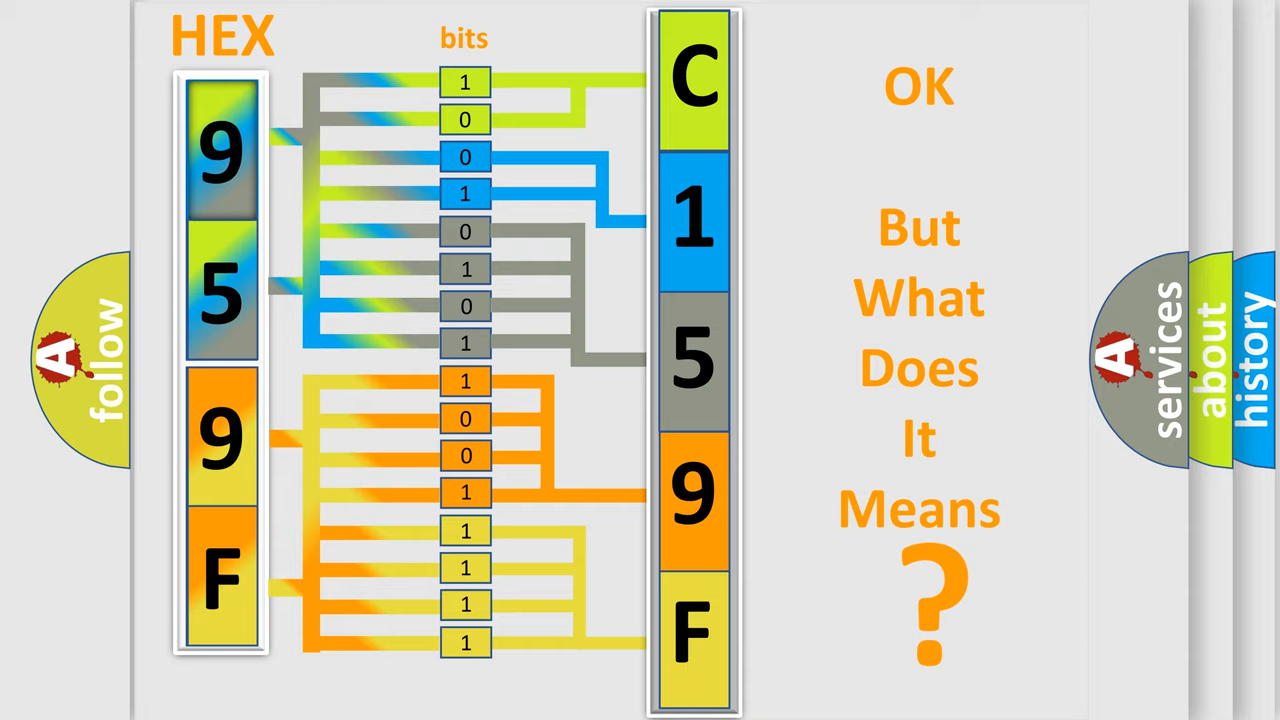 HEX
bits
9
5
9
F
1
0
0
1
0
1
0
1
1
0
0
1
1
1
1
1
C
1
5
9
F
OK
But
What
Does
It
Means
?
A
follow
A
services
about
history